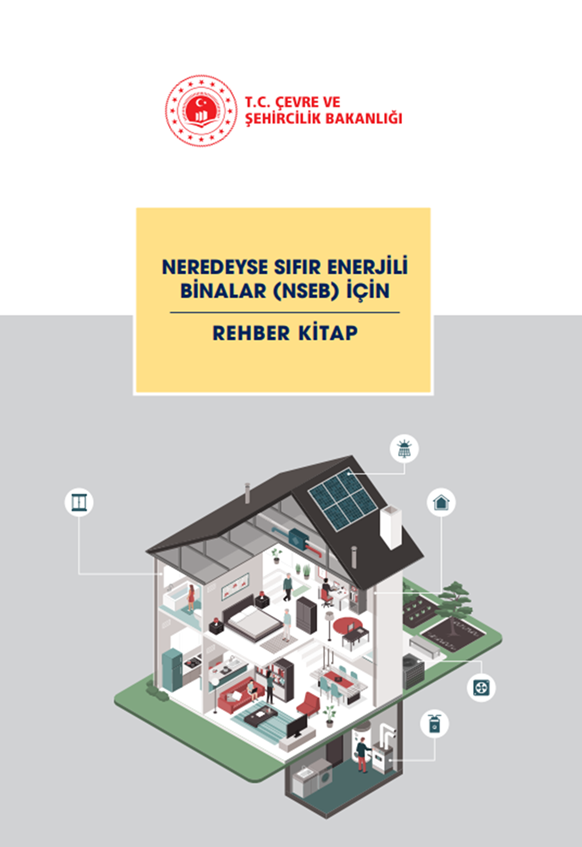 T.C. ÇEVRE VE
ŞEHİRCİLİK BAKANLIĞI
NEREDEYSE SIFIR ENERJİLİ
BİNALAR (NSEB) İÇİN
REHBER KİTAP